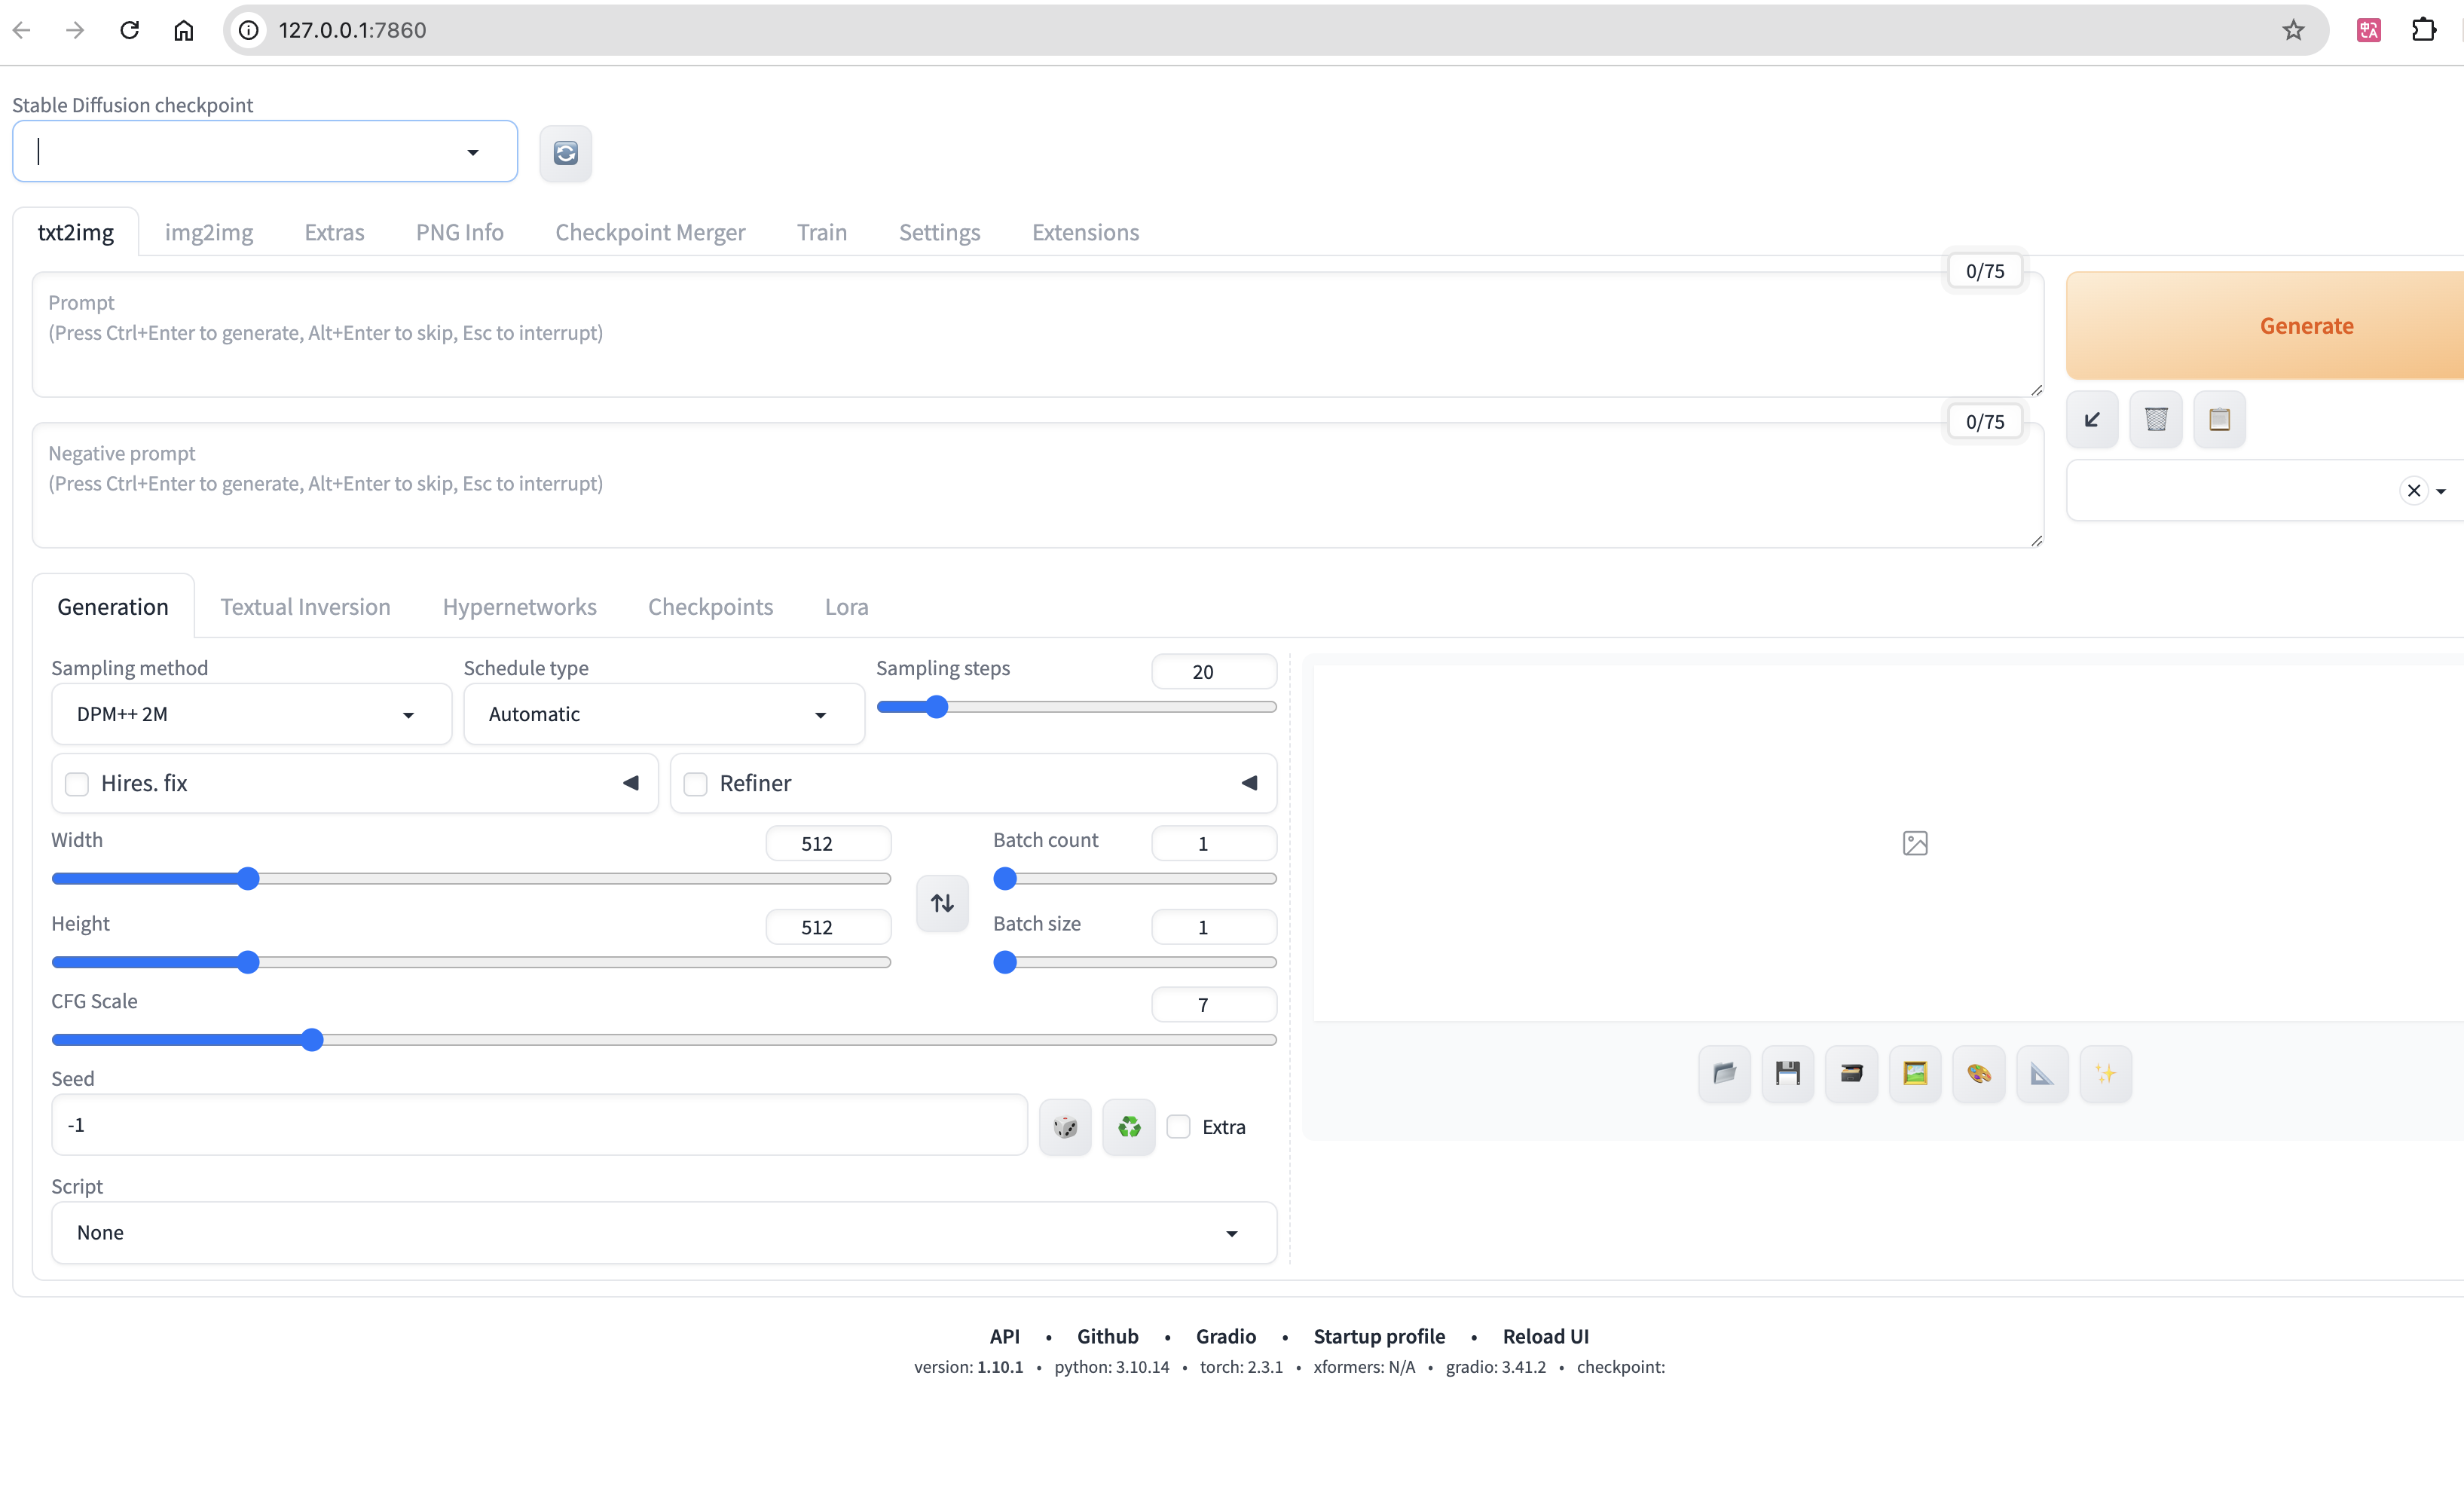 127.0.0.1:7860
Stable Diffusion checkpoint
txt2img img2img Extras PNG Info Checkpoint Merger Train Settings Extensions
0/75
Prompt
(Press Ctrl+Enter to generate, Alt+Enter to skip, Esc to interrupt)
Generate
0/75
Negative prompt
(Press Ctrl+Enter to generate, Alt+Enter to skip, Esc to interrupt)
Generation Textual Inversion Hypernetworks Checkpoints Lora
Sampling method Schedule type Sampling steps 20
DPM++ 2M Automatic
Hires. fix Refiner
Width 512 Batch count 1
Height 512 Batch size 1
CFG Scale 7
Seed
-1
Extra
Script
None
API • Github • Gradio • Startup profile • Reload UI
version: 1.10.1 • python: 3.10.14 • torch: 2.3.1 • xformers: N/A • gradio: 3.41.2 • checkpoint: